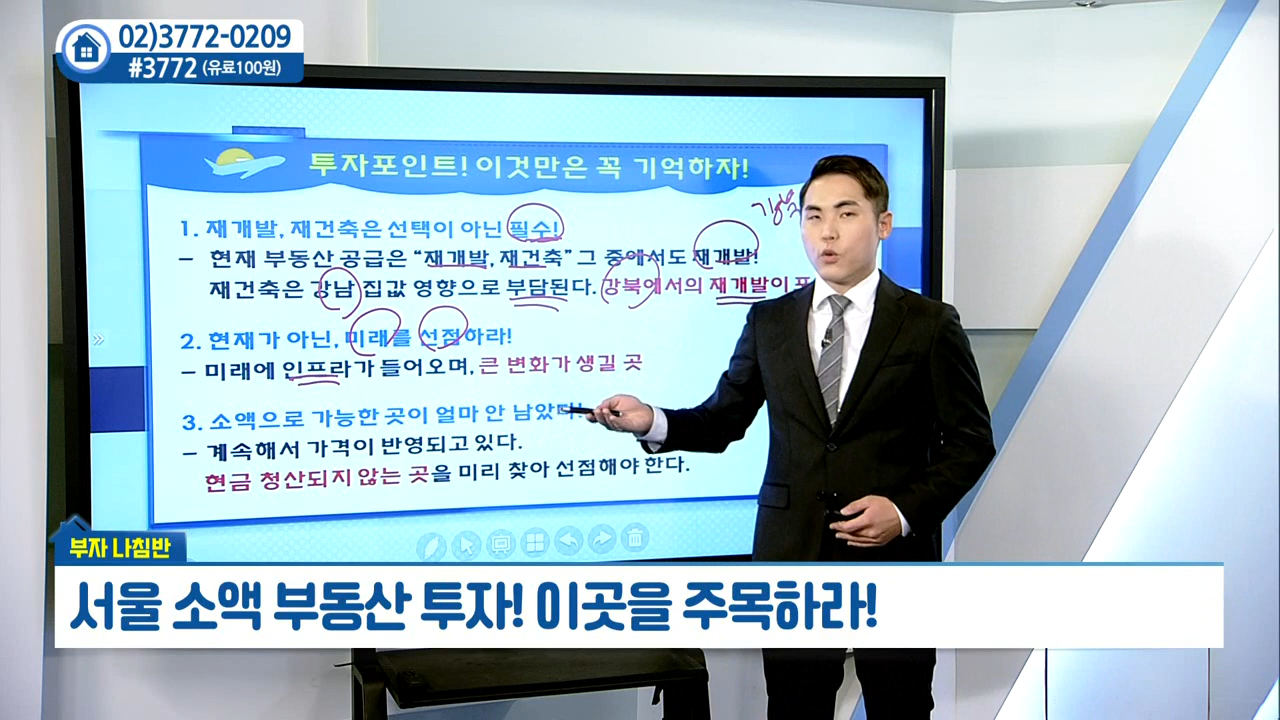 02)3772-0209
#3772 (유료100원)
투자포인트! 이것만은 꼭 기억하자!
강남
1. 재개발, 재건축은 선택이 아닌 필수!
- 현재 부동산 공급은 “재개발, 재건축” 그 중에서도 재개발!
재건축은 강남 집값 영향으로 부담된다. 강북에서의 재개발이
2. 현재가 아닌, 미래를 선점하라!
- 미래에 인프라가 들어오며, 큰 변화가 생길 곳
3. 소액으로 가능한 곳이 얼마 안 남았다!
- 계속해서 가격이 반영되고 있다.
현금 청산되지 않는 곳을 미리 찾아 선점해야 한다.
부자 나침반
서울 소액 부동산 투자! 이곳을 주목하라!